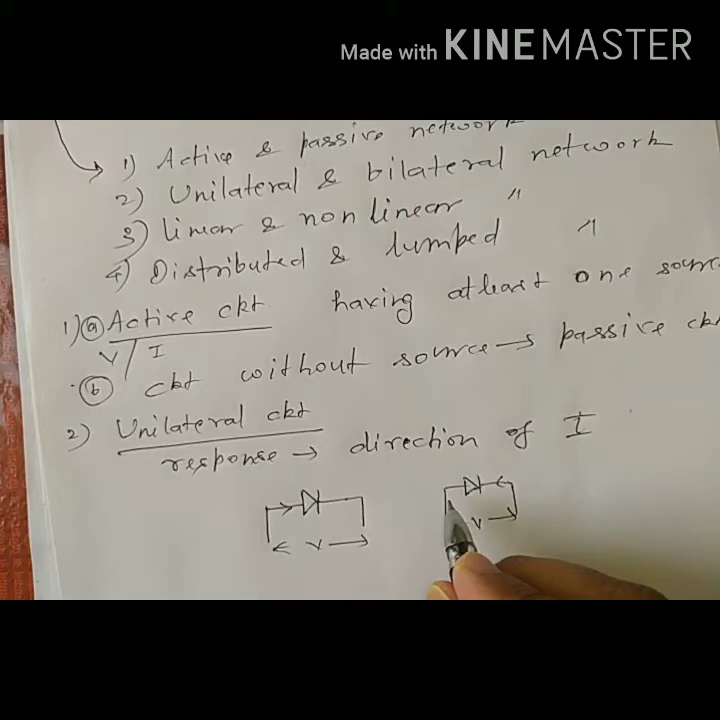 Made with KINEMASTER
1) Active & passive network
2) Unilateral & bilateral network
3) linear & non linear "
4) Distributed & lumped "
1) a Active ckt having atleast one source
V / I
b ckt without source → passive ckt
2) Unilateral ckt
response → direction of I
V V